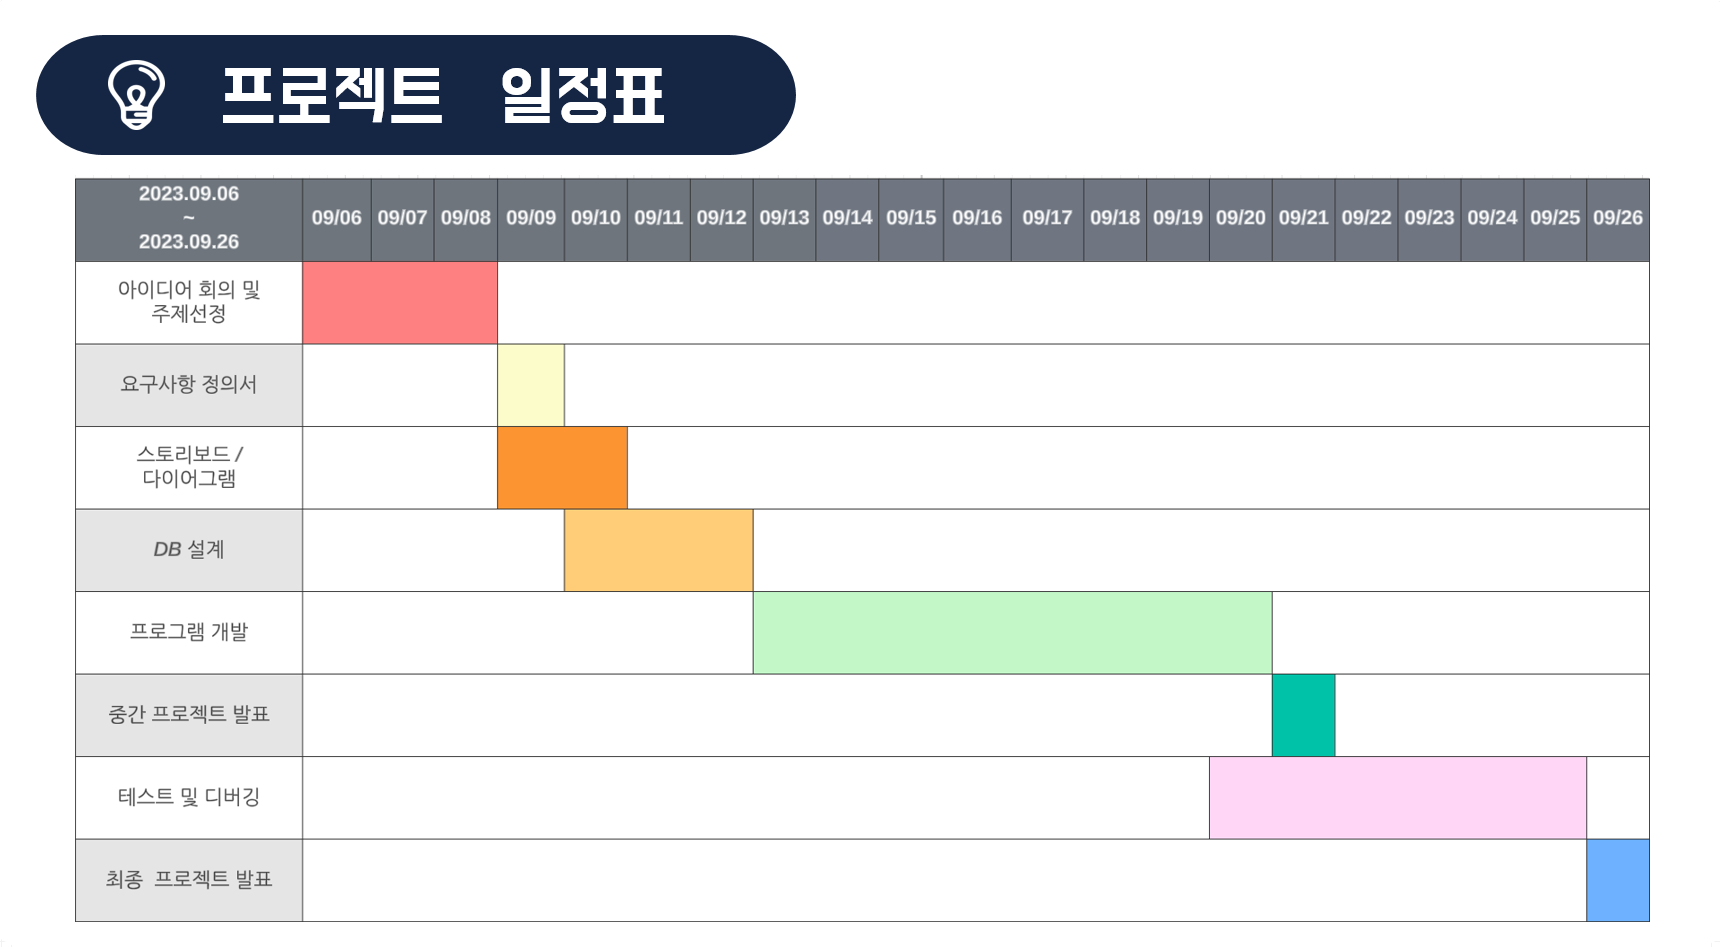 프로젝트 일정표
2023.09.06
~
2023.09.26
09/06 09/07 09/08 09/09 09/10 09/11 09/12 09/13 09/14 09/15 09/16 09/17 09/18 09/19 09/20 09/21 09/22 09/23 09/24 09/25 09/26
아이디어 회의 및
주제선정
요구사항 정의서
스토리보드 /
다이어그램
DB 설계
프로그램 개발
중간 프로젝트 발표
테스트 및 디버깅
최종 프로젝트 발표